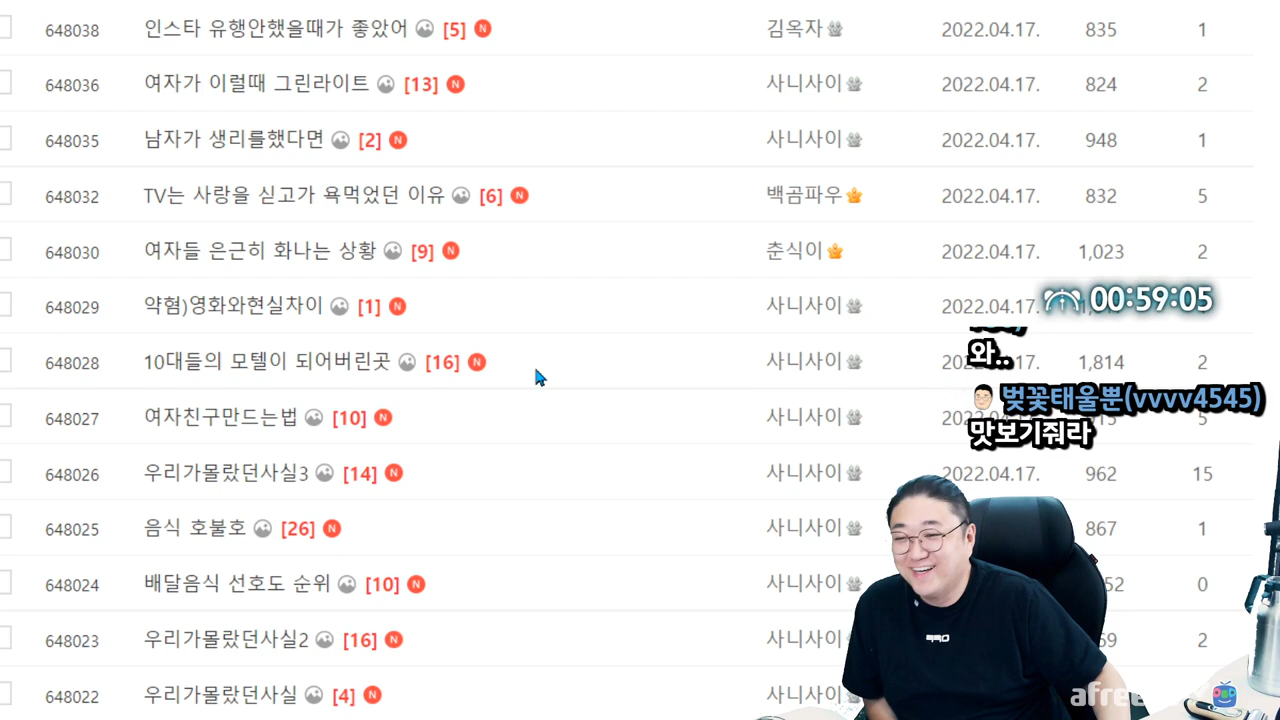 648038 인스타 유행안했을때가 좋았어 [5] N 김옥자 2022.04.17. 835 1
648036 여자가 이럴때 그린라이트 [13] N 사니사이 2022.04.17. 824 2
648035 남자가 생리를했다면 [2] N 사니사이 2022.04.17. 948 1
648032 TV는 사랑을 싣고가 욕먹었던 이유 [6] N 백곰파우 2022.04.17. 832 5
648030 여자들 은근히 화나는 상황 [9] N 춘식이 2022.04.17. 1,023 2
648029 약혐)영화와현실차이 [1] N 사니사이 2022.04.17.
00:59:05
648028 10대들의 모텔이 되어버린곳 [16] N 사니사이 2022.04.17. 1,814 2
와..
648027 여자친구만드는법 [10] N 사니사이
벚꽃태울뿐(vvvv4545)
맛보기줘라
648026 우리가몰랐던사실3 [14] N 사니사이 2022.04.17. 962 15
648025 음식 호불호 [26] N 사니사이 867 1
648024 배달음식 선호도 순위 [10] N 사니사이 0
648023 우리가몰랐던사실2 [16] N 사니사이 2
648022 우리가몰랐던사실 [4] N 사니사이